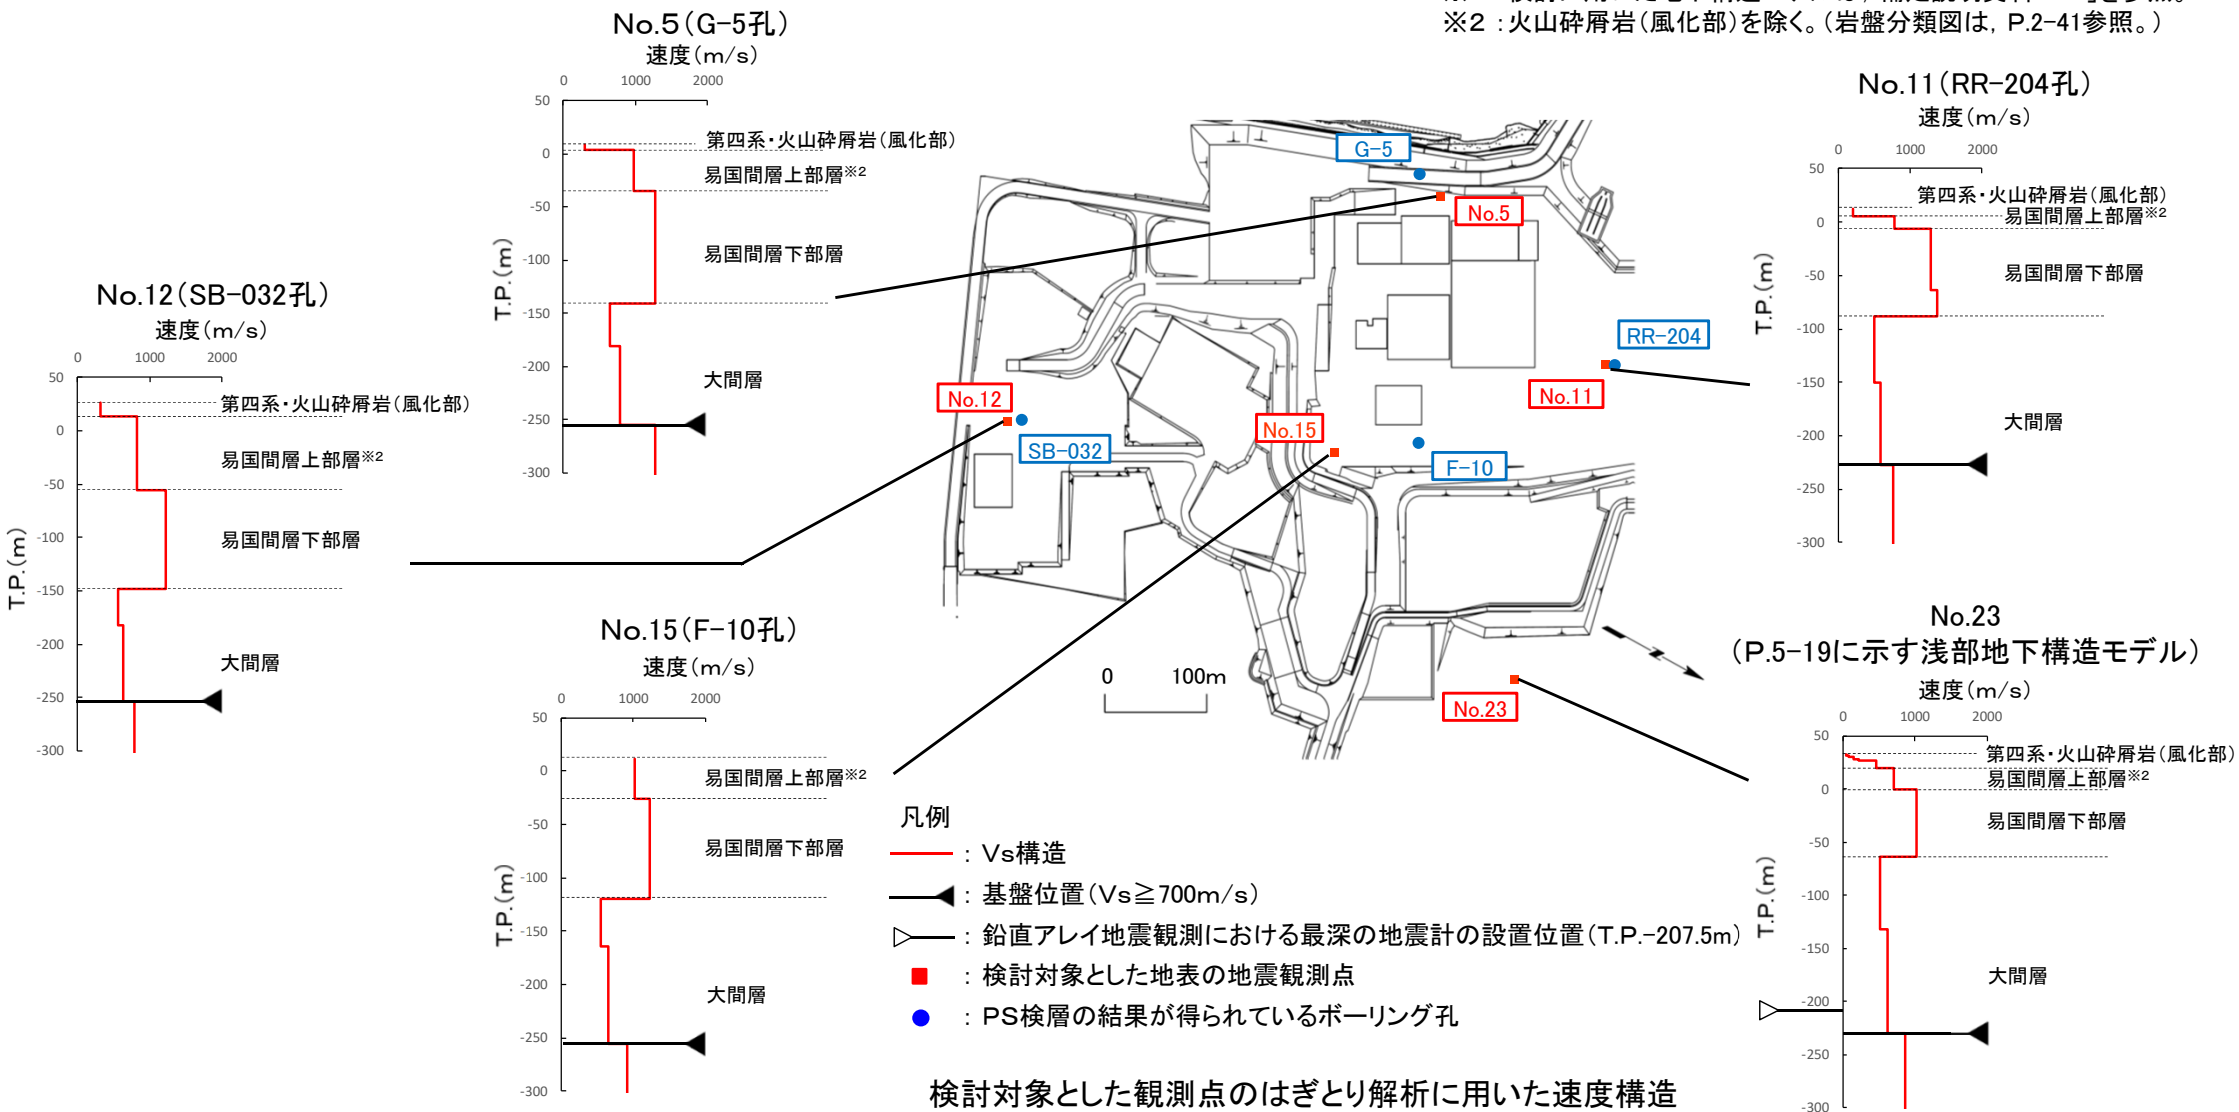 ※2：火山砕屑岩（風化部）を除く。（岩盤分類図は，P.2-41参照。）
No.5（G-5孔）
速度（m/s）
0 1000 2000
50
0
-50
-100
-150
-200
-250
-300
T.P.（m）
第四系・火山砕屑岩（風化部）
易国間層上部層※2
易国間層下部層
大間層
No.11（RR-204孔）
速度（m/s）
0 1000 2000
50
0
-50
-100
-150
-200
-250
-300
T.P.（m）
第四系・火山砕屑岩（風化部）
易国間層上部層※2
易国間層下部層
大間層
No.12（SB-032孔）
速度（m/s）
0 1000 2000
50
0
-50
-100
-150
-200
-250
-300
T.P.（m）
第四系・火山砕屑岩（風化部）
易国間層上部層※2
易国間層下部層
大間層
G-5
No.5
RR-204
No.11
No.12
SB-032
No.15
F-10
No.23
0 100m
N
No.15（F-10孔）
速度（m/s）
0 1000 2000
50
0
-50
-100
-150
-200
-250
-300
T.P.（m）
易国間層上部層※2
易国間層下部層
大間層
No.23
（P.5-19に示す浅部地下構造モデル）
速度（m/s）
0 1000 2000
50
0
-50
-100
-150
-200
-250
-300
T.P.（m）
第四系・火山砕屑岩（風化部）
易国間層上部層※2
易国間層下部層
大間層
凡例
：Vs構造
：基盤位置（Vs≧700m/s）
：鉛直アレイ地震観測における最深の地震計の設置位置（T.P.-207.5m）
：検討対象とした地表の地震観測点
：PS検層の結果が得られているボーリング孔
検討対象とした観測点のはぎとり解析に用いた速度構造